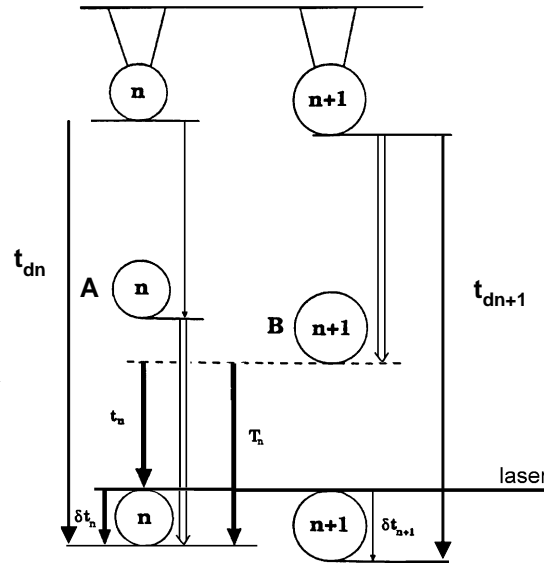 n
n+1
t_dn
A
n
B
n+1
t_dn+1
t_n
T_n
laser
δt_n
n
n+1
δt_n+1